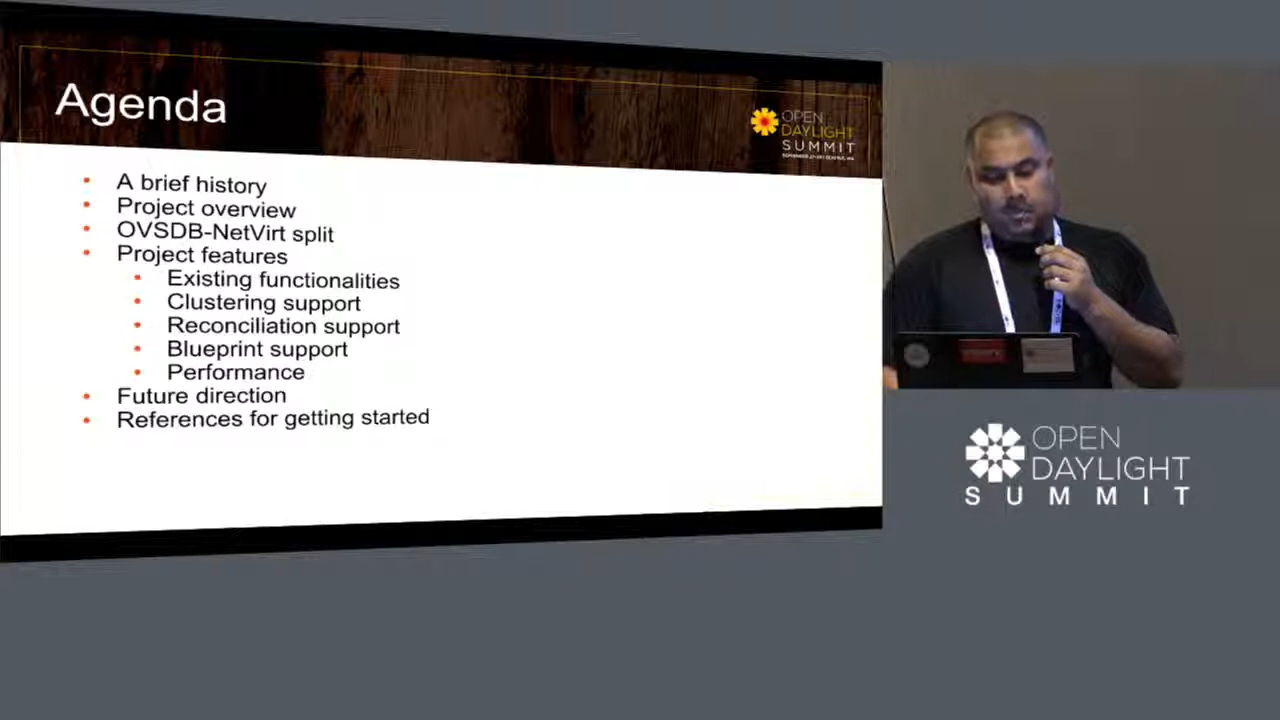 Agenda
OPEN
DAYLIGHT
SUMMIT
• A brief history
• Project overview
• OVSDB-NetVirt split
• Project features
• Existing functionalities
• Clustering support
• Reconciliation support
• Blueprint support
• Performance
• Future direction
• References for getting started
OPEN
DAYLIGHT
SUMMIT